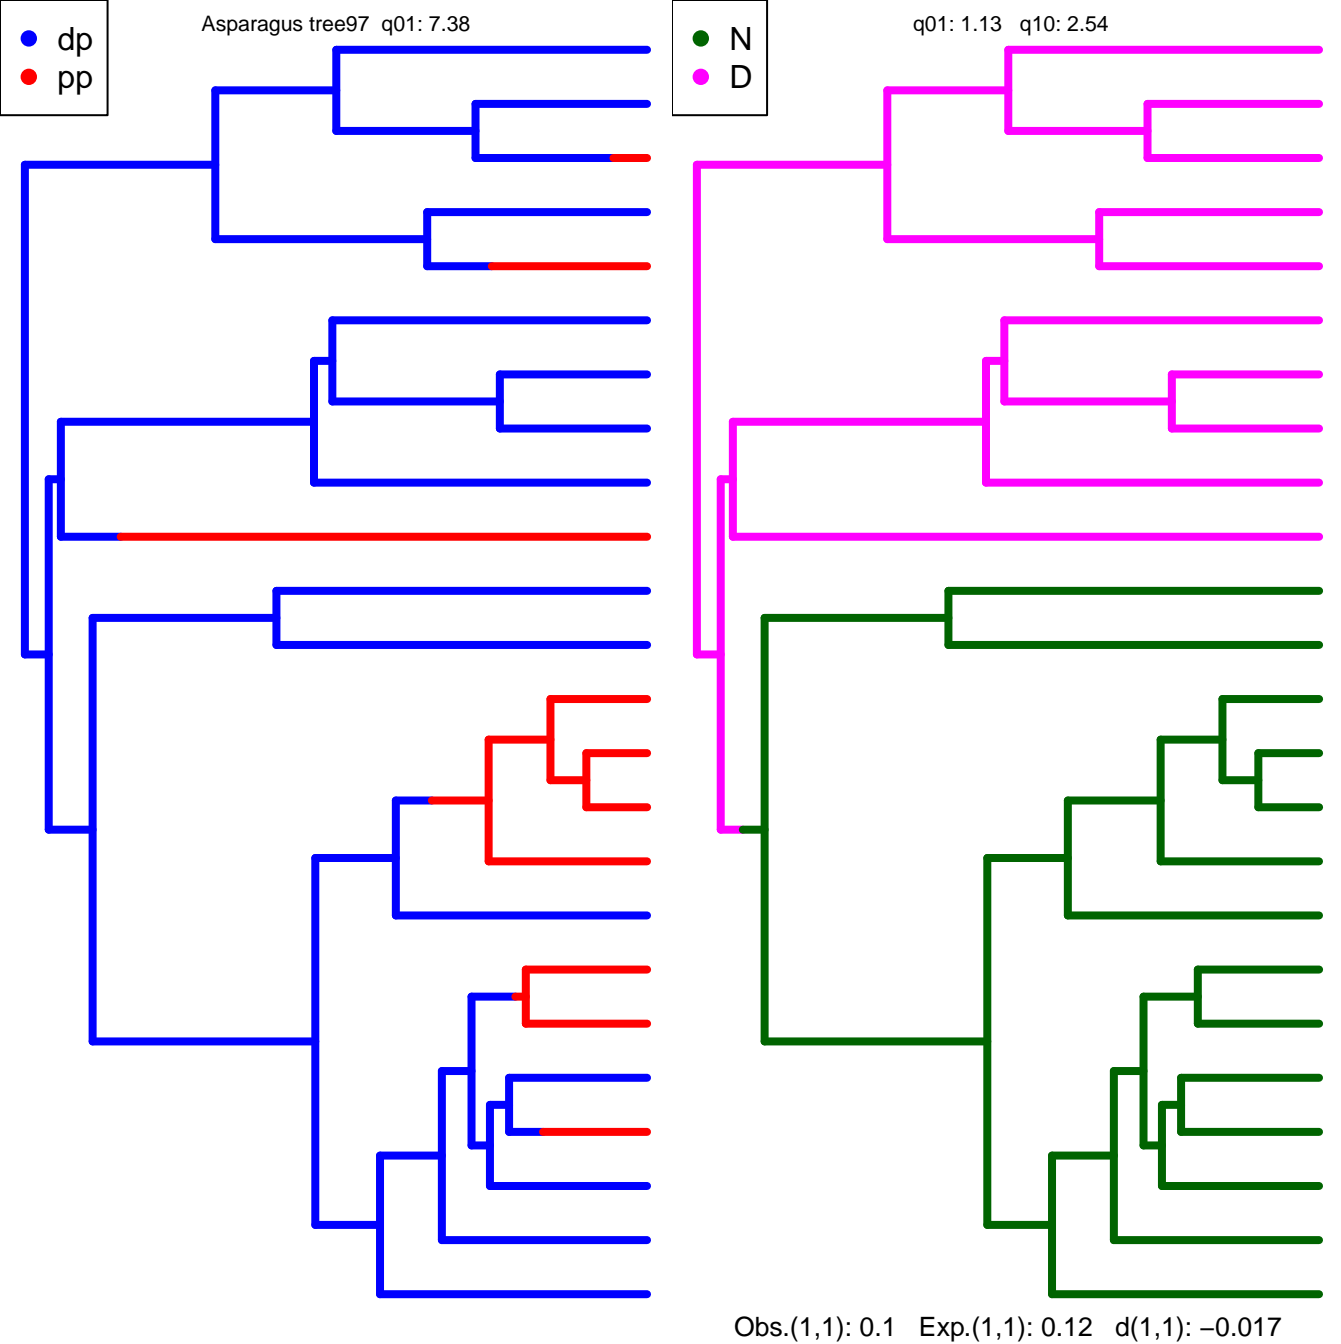 dp
pp
Asparagus tree97  q01: 7.38
N
D
q01: 1.13   q10: 2.54
Obs.(1,1): 0.1   Exp.(1,1): 0.12   d(1,1): −0.017